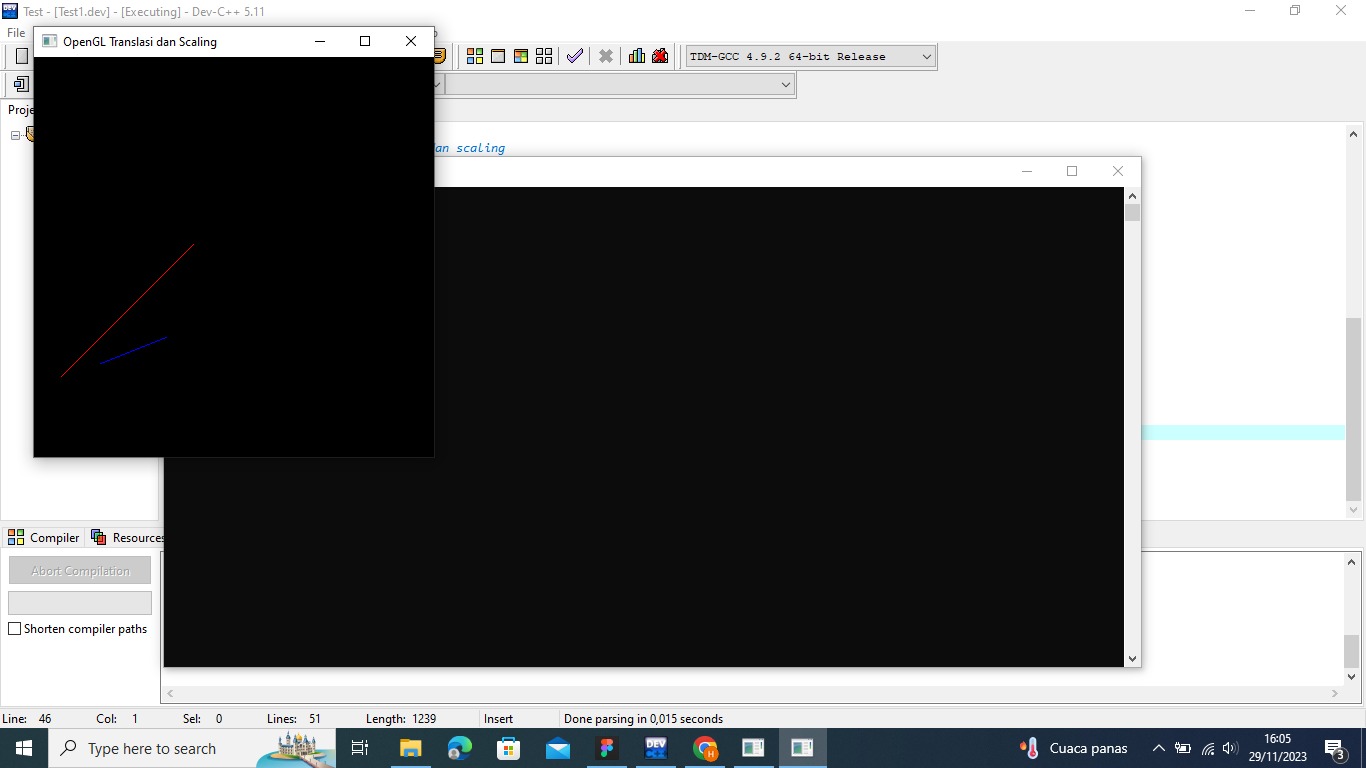 Test - [Test1.dev] - [Executing] - Dev-C++ 5.11
File
OpenGL Translasi dan Scaling
TDM-GCC 4.9.2 64-bit Release
an scaling
Compiler
Resources
Abort Compilation
Shorten compiler paths
Line: 46 Col: 1 Sel: 0 Lines: 51 Length: 1239 Insert Done parsing in 0,015 seconds
Type here to search
DEV
H
Cuaca panas
16:05
29/11/2023
3